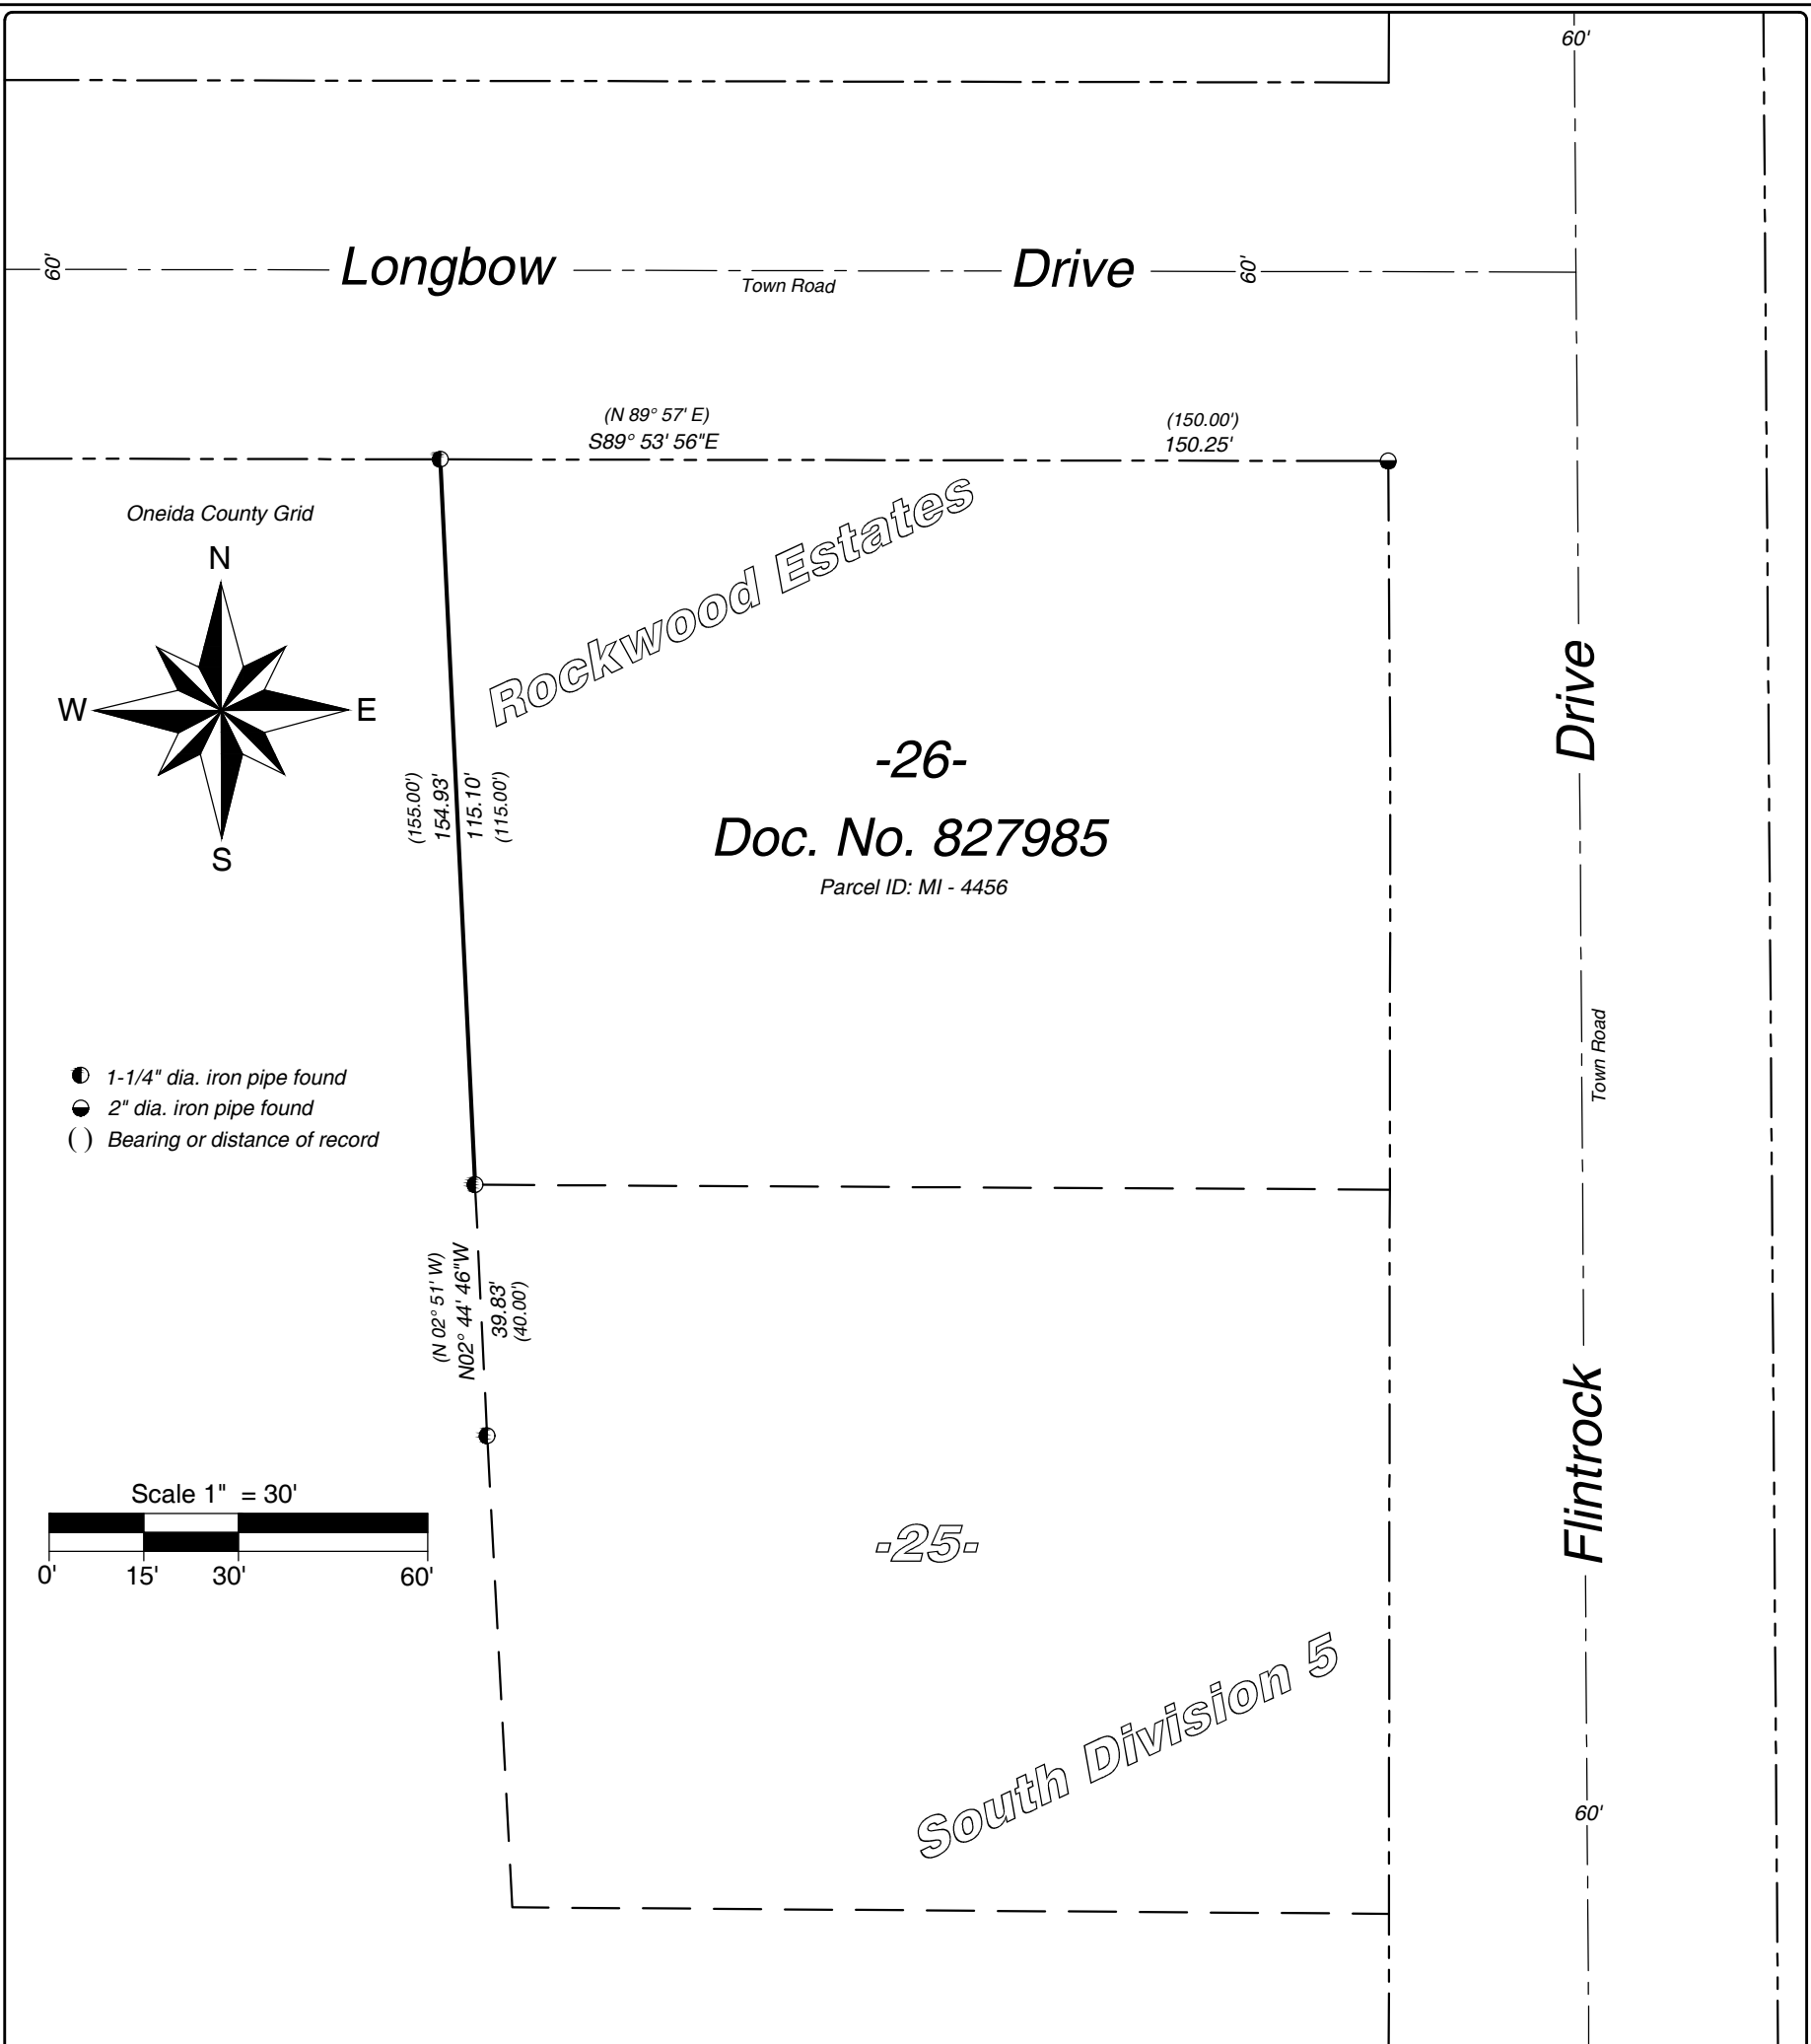 60'
60'
Longbow Drive
60'
Town Road
(N 89° 57' E)
S89° 53' 56"E
(150.00')
150.25'
Oneida County Grid
N
W
E
S
Rockwood Estates
-26-
Doc. No. 827985
Parcel ID: MI - 4456
(155.00')
154.93'
115.10'
(115.00')
1-1/4" dia. iron pipe found
2" dia. iron pipe found
( ) Bearing or distance of record
(N 02° 51' W)
N02° 44' 46"W
39.83'
(40.00')
Scale 1" = 30'
0' 15' 30' 60'
-25-
South Division 5
Flintrock Drive
Town Road
60'